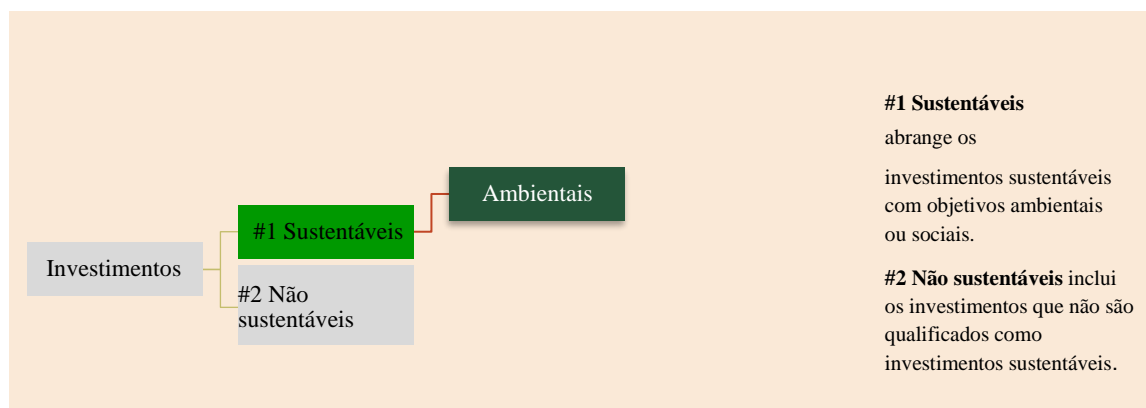 Investimentos
#1 Sustentáveis
#2 Não
sustentáveis
Ambientais
#1 Sustentáveis
abrange os
investimentos sustentáveis
com objetivos ambientais
ou sociais.
#2 Não sustentáveis inclui
os investimentos que não são
qualificados como
investimentos sustentáveis.